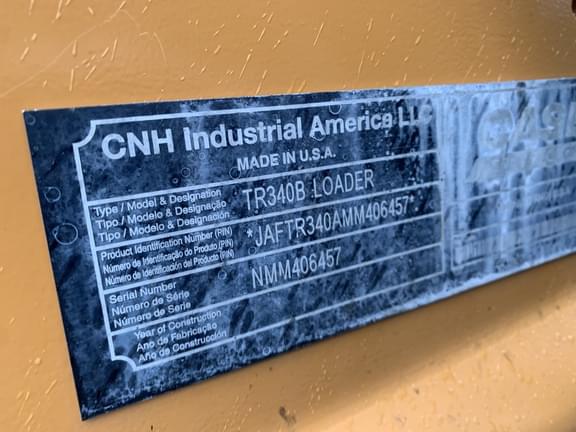 CNH Industrial America LLC
MADE IN U.S.A.
Type / Model & Designation
Tipo / Modelo & Designação
Tipo / Modelo & Designación
TR340B LOADER
Product Identification Number (PIN)
Número de Identificação do Produto (PIN)
Número de Identificación del Producto (PIN)
*JAFTR340AMM406457*
Serial Number
Número de Série
Número de Serie
NMM406457
Year of Construction
Ano de Fabricação
Año de Construcción